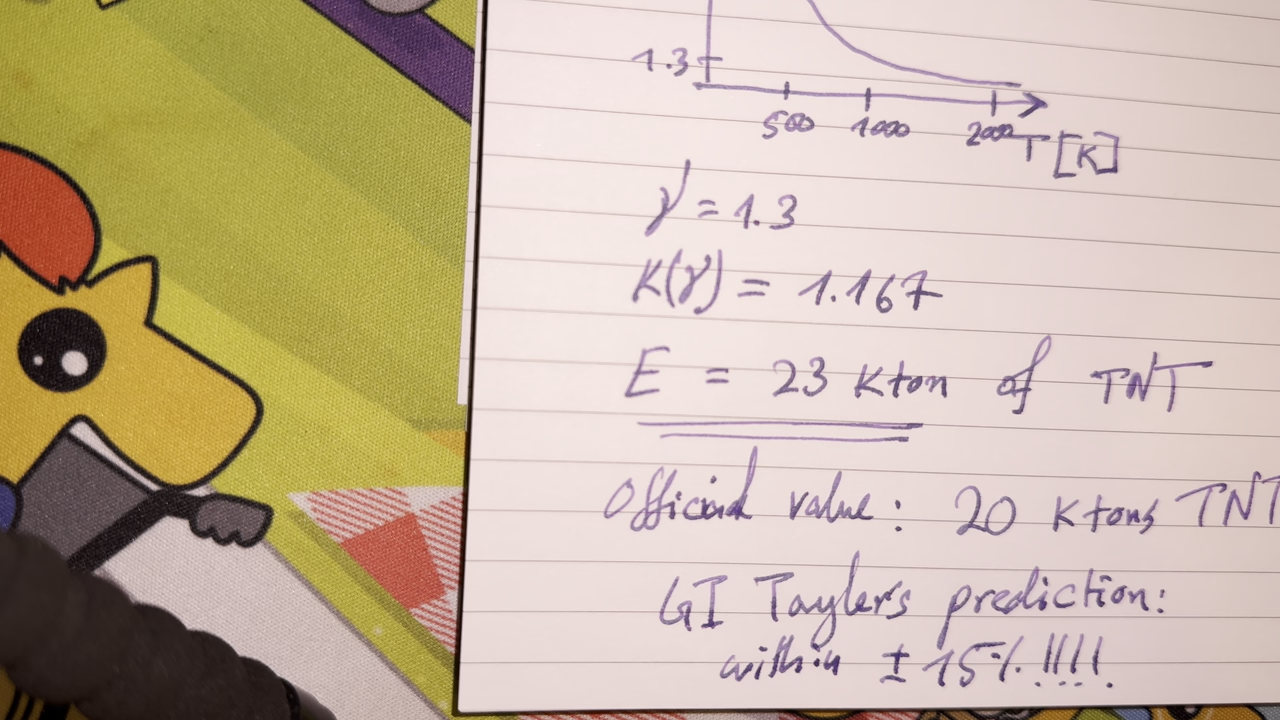 1.3
500 1000 2000 T [K]
γ = 1.3
K(γ) = 1.167
E = 23 Kton of TNT
Official value: 20 Ktons TNT
GI Tayler's prediction:
within ± 15% !!!!